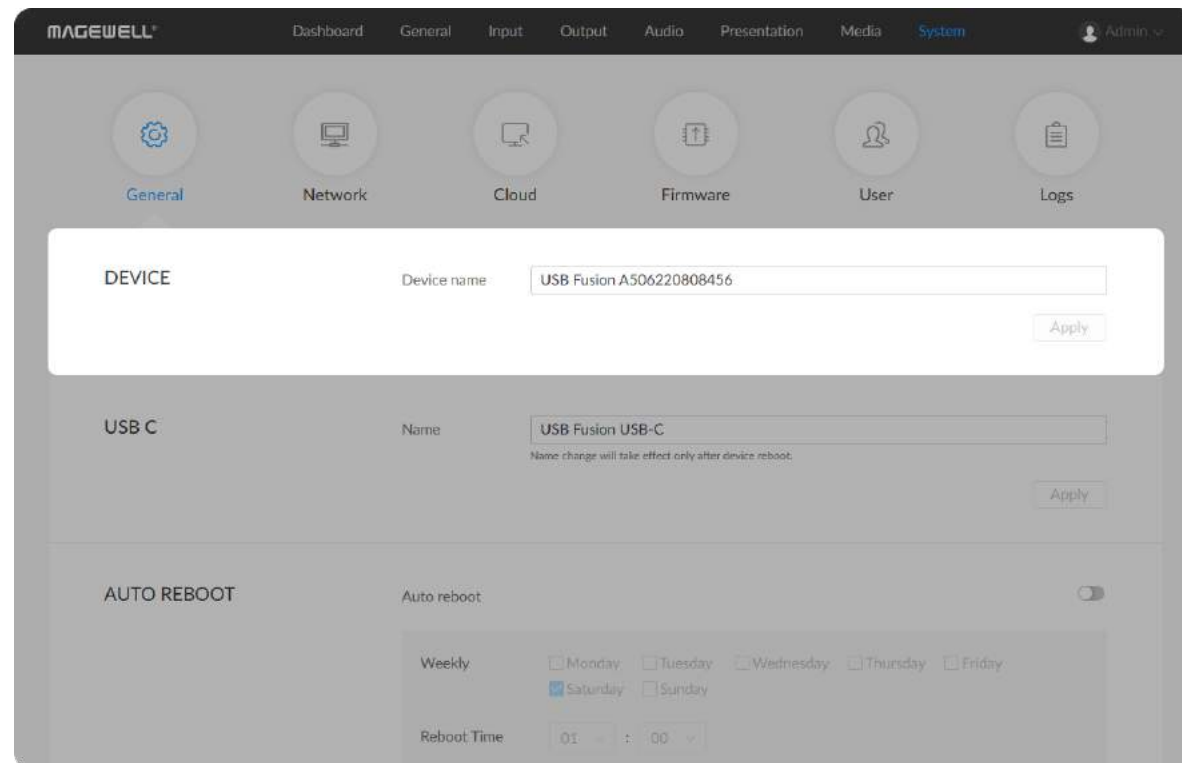 MAGEWELL® Dashboard General Input Output Audio Presentation Media System Admin
General Network Cloud Firmware User Logs
DEVICE Device name USB Fusion A506220808456
Apply
USB C Name USB Fusion USB-C
Name change will take effect only after device reboot.
Apply
AUTO REBOOT Auto reboot
Weekly Monday Tuesday Wednesday Thursday Friday
Saturday Sunday
Reboot Time 01 : 00